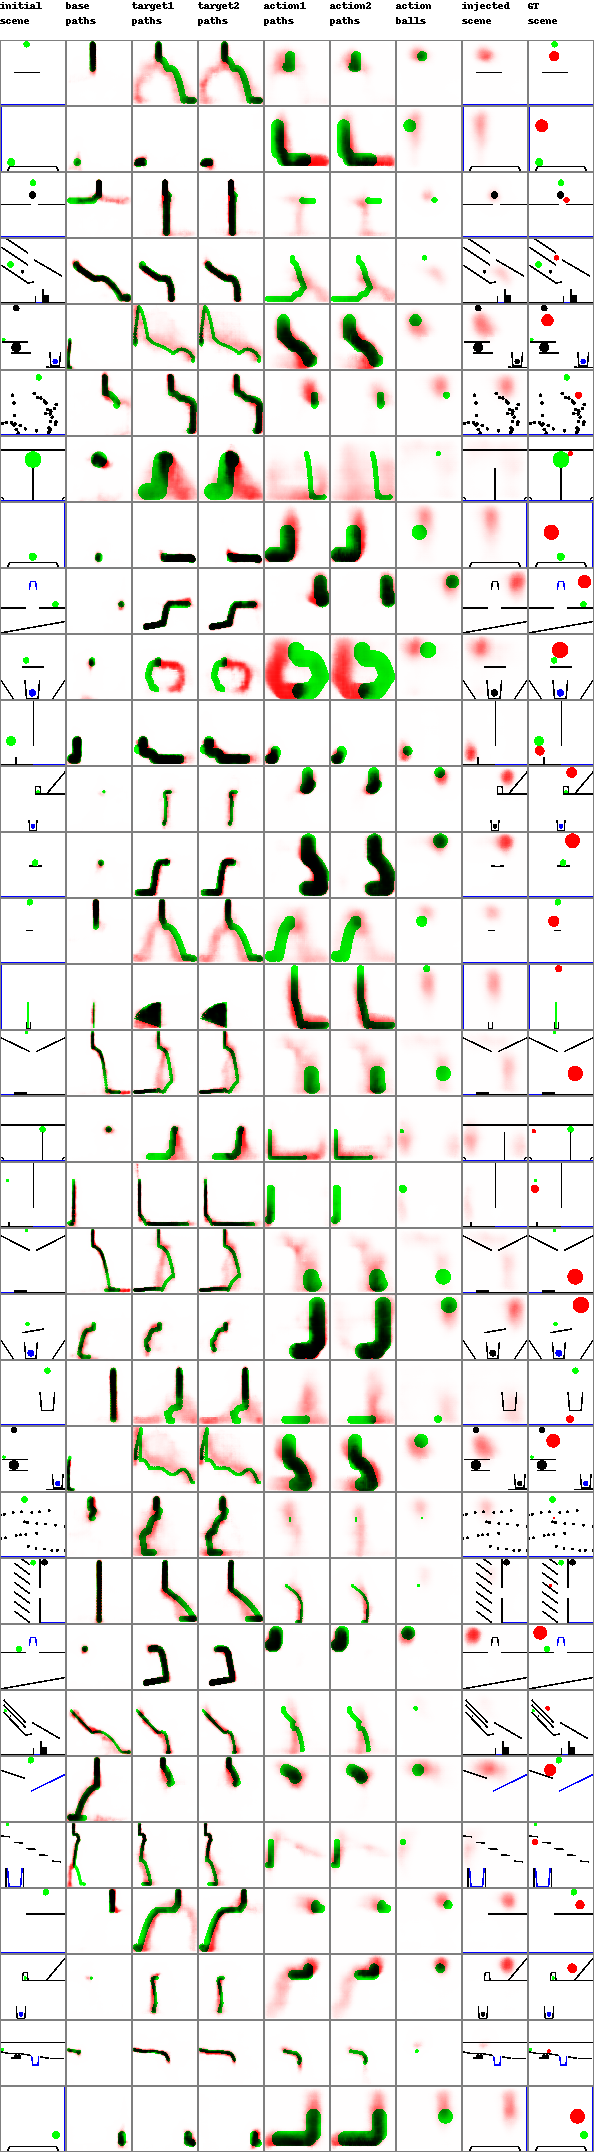 initial base target1 target2 action1 action2 action injected GT
scene paths paths paths paths paths balls scene scene